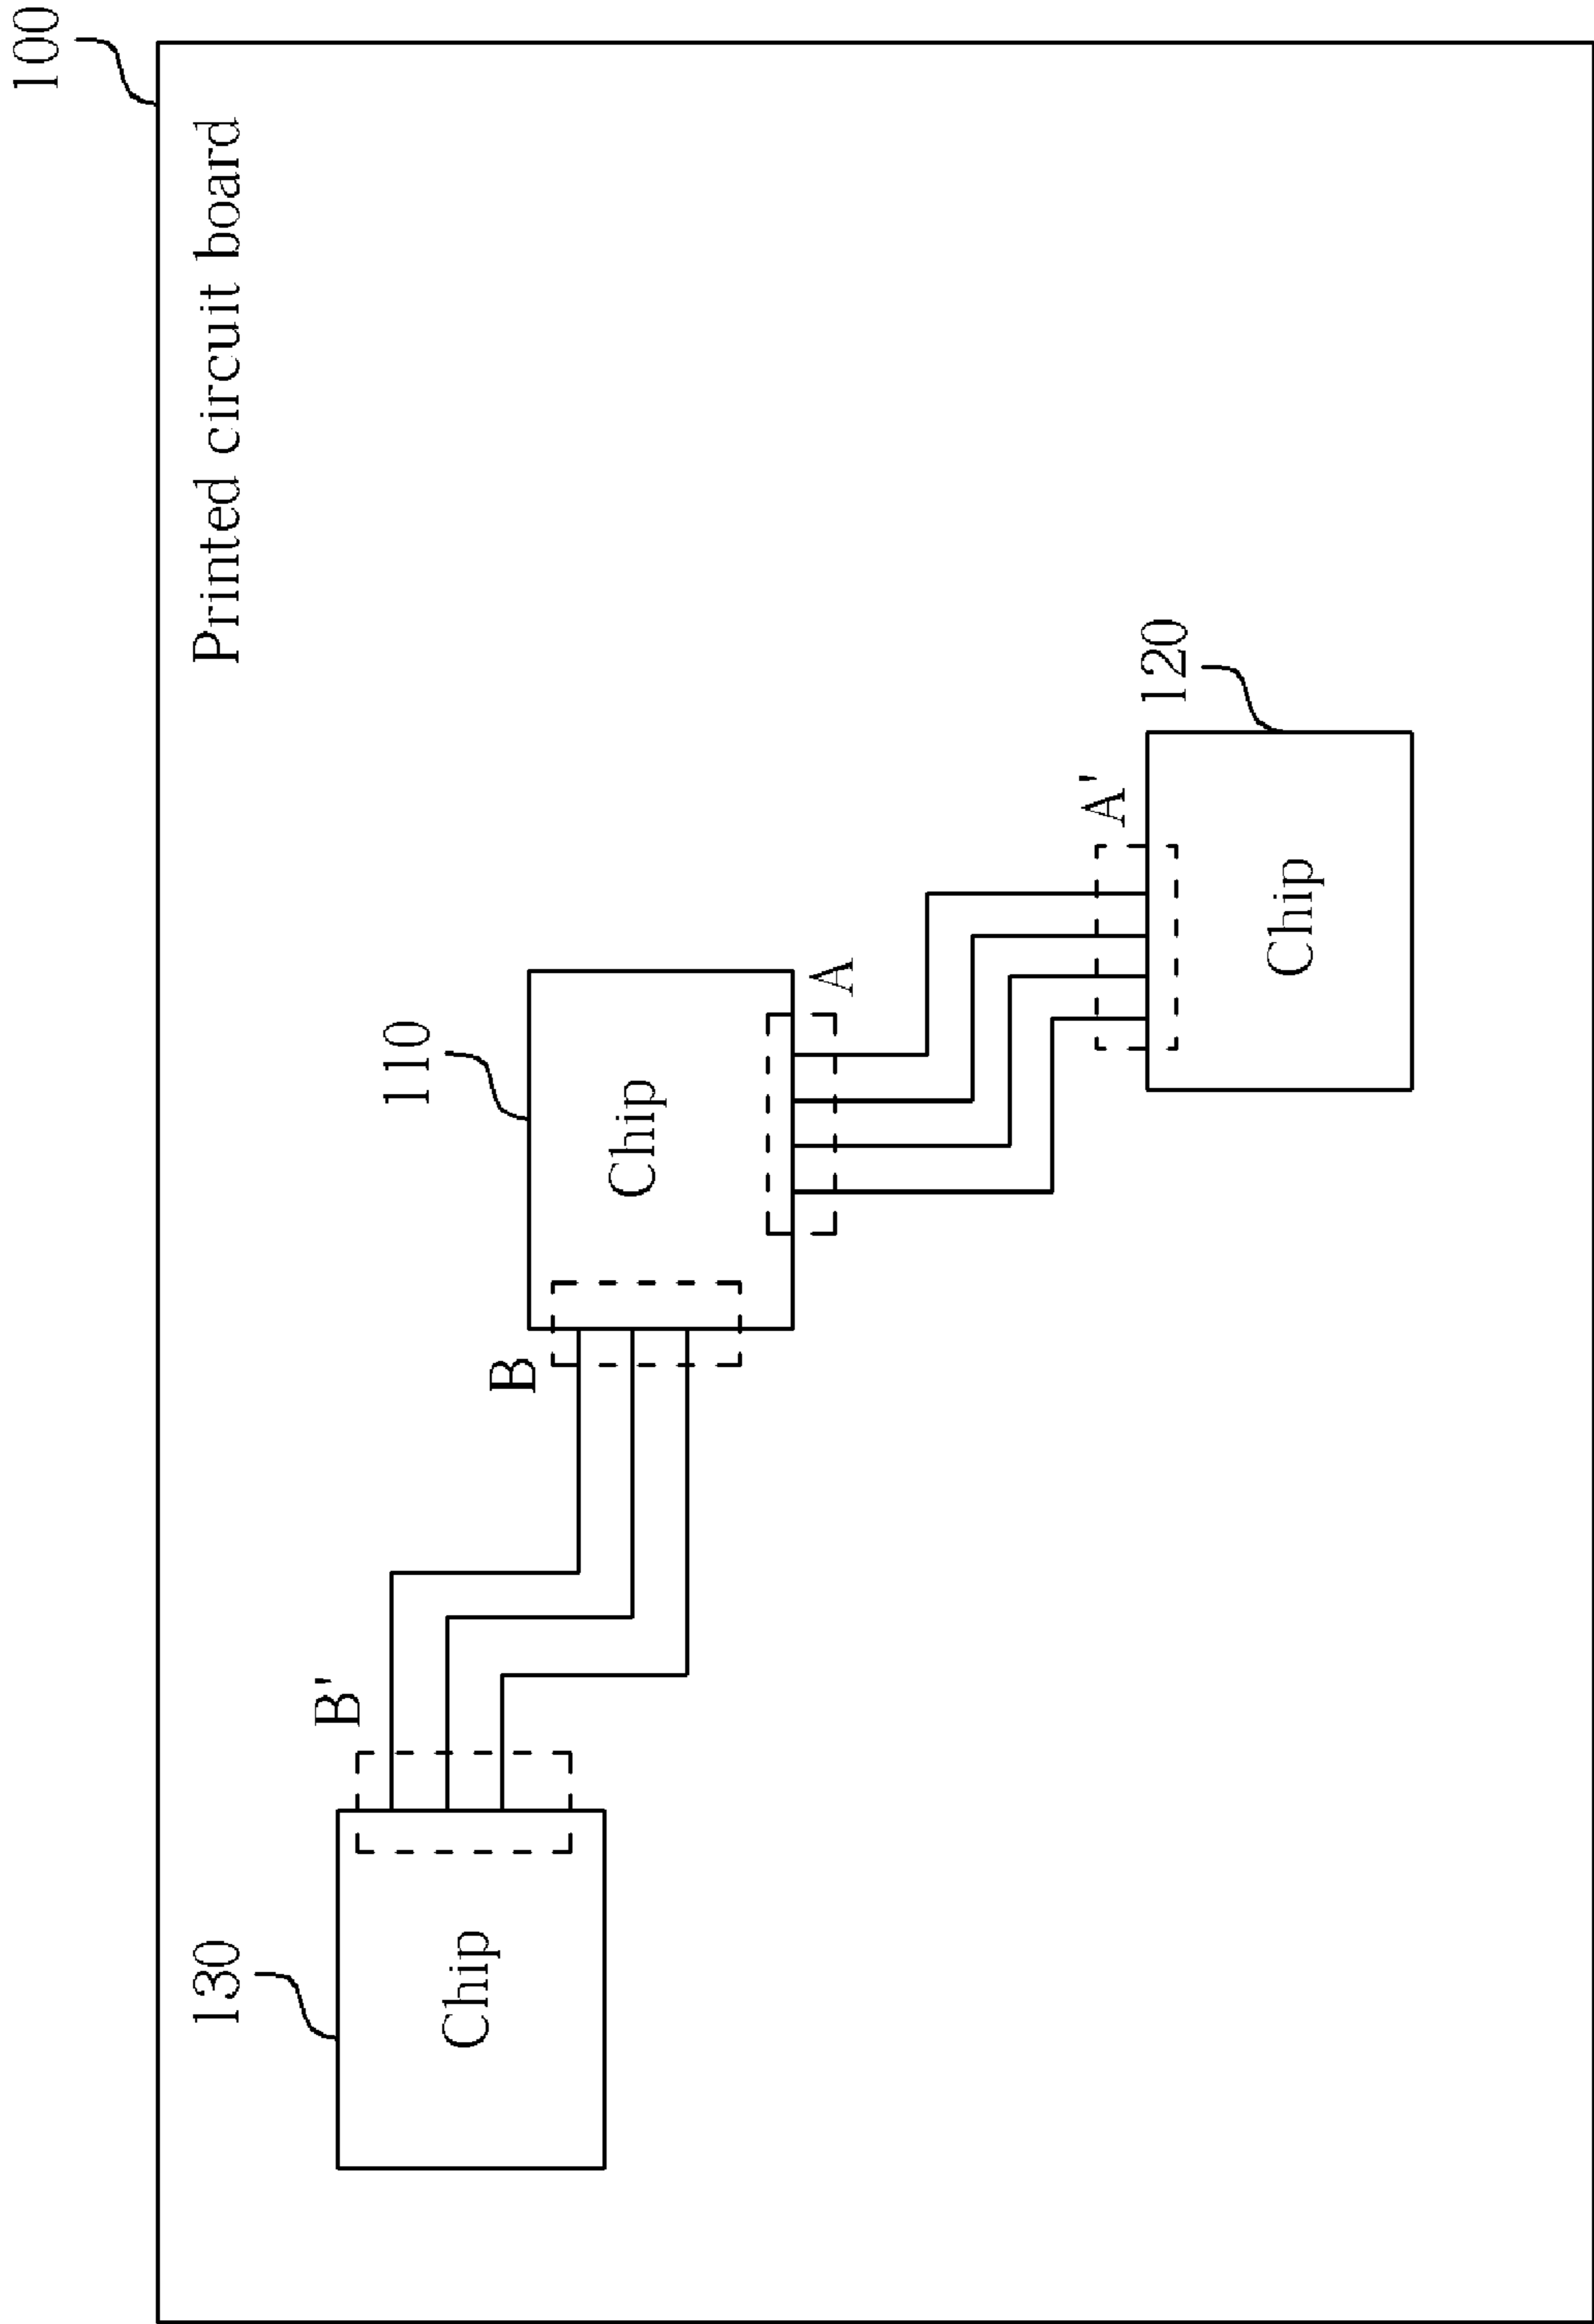 100
Printed circuit board
130
Chip
B'
B
110
Chip
A
A'
120
Chip